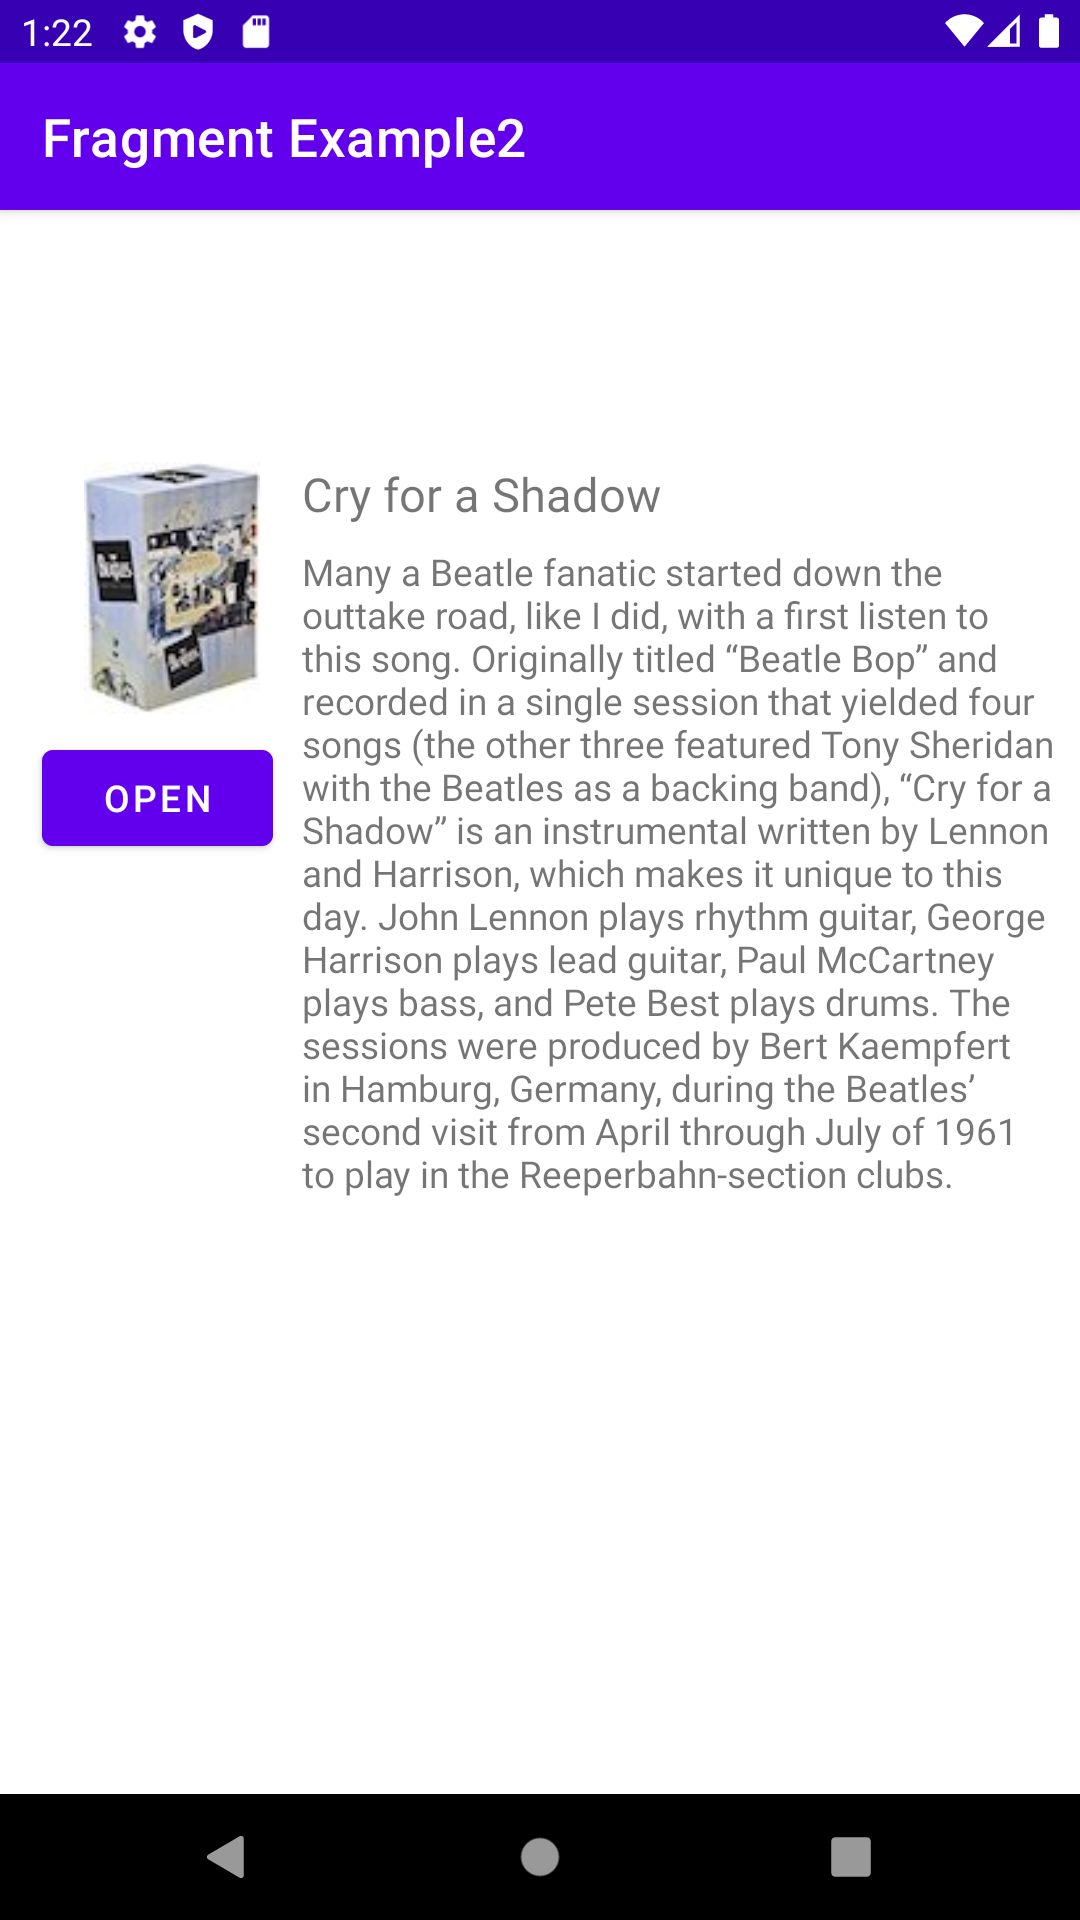 1:22
Fragment Example2
Cry for a Shadow
Many a Beatle fanatic started down the
outtake road, like I did, with a first listen to
this song. Originally titled “Beatle Bop” and
recorded in a single session that yielded four
songs (the other three featured Tony Sheridan
with the Beatles as a backing band), “Cry for a
Shadow” is an instrumental written by Lennon
and Harrison, which makes it unique to this
day. John Lennon plays rhythm guitar, George
Harrison plays lead guitar, Paul McCartney
plays bass, and Pete Best plays drums. The
sessions were produced by Bert Kaempfert
in Hamburg, Germany, during the Beatles’
second visit from April through July of 1961
to play in the Reeperbahn-section clubs.
OPEN